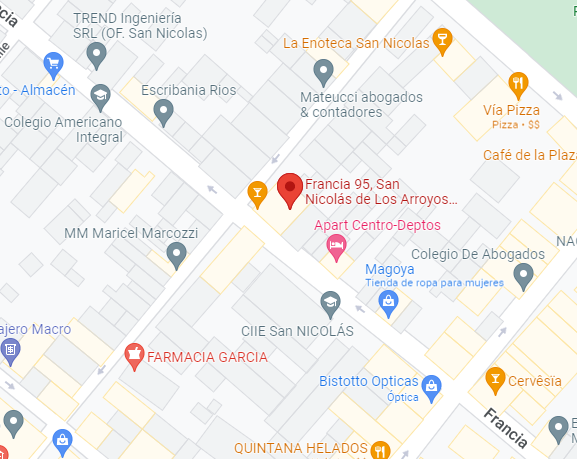 cia
TREND Ingeniería
SRL (OF. San Nicolas)
La Enoteca San Nicolas
to - Almacén
Escribania Rios
Mateucci abogados
& contadores
Vía Pizza
Pizza • $$
Colegio Americano
Integral
Café de la Plaza
Francia 95, San
Nicolás de Los Arroyos...
Apart Centro-Deptos
MM Maricel Marcozzi
Colegio De Abogados
NA
Magoya
Tienda de ropa para mujeres
CIIE San NICOLÁS
ajero Macro
FARMACIA GARCIA
Bistotto Opticas
Óptica
Cervêsïa
Francia
E
M
QUINTANA HELADOS